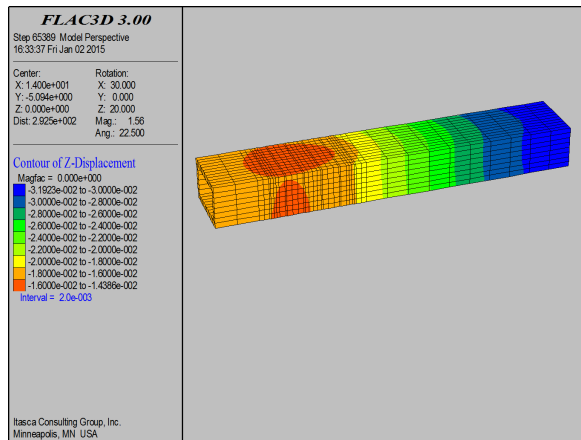 FLAC3D 3.00
Step 65389 Model Perspective
16:33:37 Fri Jan 02 2015
Center: Rotation:
X: 1.400e+001 X: 30.000
Y: -5.094e+001 Y: 0.000
Z: 0.000e+000 Z: 20.000
Dist: 2.925e+002 Mag.: 1.56
Ang.: 22.500
Contour of Z-Displacement
Magfac = 0.000e+000
-3.1923e-002 to -3.0000e-002
-3.0000e-002 to -2.8000e-002
-2.8000e-002 to -2.6000e-002
-2.6000e-002 to -2.4000e-002
-2.4000e-002 to -2.2000e-002
-2.2000e-002 to -2.0000e-002
-2.0000e-002 to -1.8000e-002
-1.8000e-002 to -1.6000e-002
-1.6000e-002 to -1.4386e-002
Interval = 2.0e-003
Itasca Consulting Group, Inc.
Minneapolis, MN USA